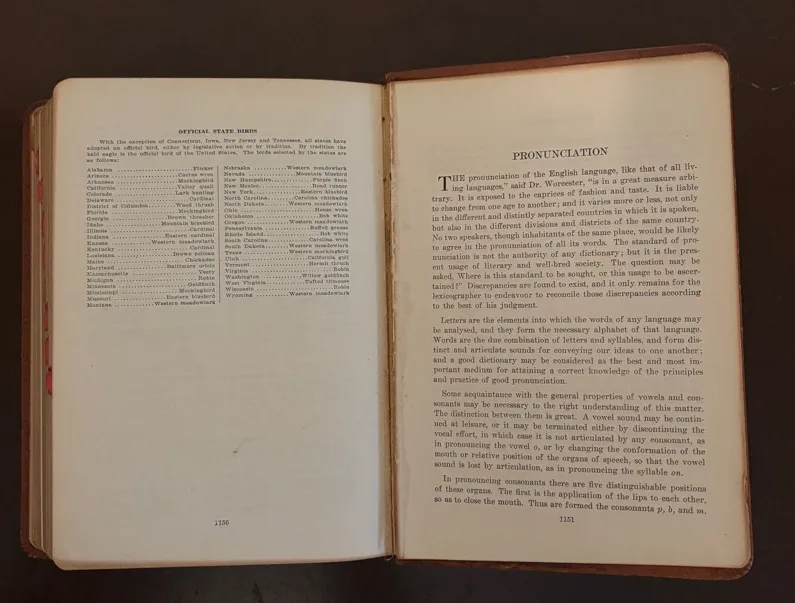 OFFICIAL STATE BIRDS
With the exception of Connecticut, Iowa, New Jersey and Tennessee, all states have
adopted an official bird, either by legislative action or by tradition. By tradition the
bald eagle is the official bird of the United States. The birds selected by the states are
as follows:
Alabama..........Flicker
Arizona..........Cactus wren
Arkansas..........Mockingbird
California..........Valley quail
Colorado..........Lark bunting
Delaware..........Cardinal
District of Columbia..........Wood thrush
Florida..........Mockingbird
Georgia..........Brown thrasher
Idaho..........Mountain bluebird
Illinois..........Cardinal
Indiana..........Eastern cardinal
Kansas..........Western meadowlark
Kentucky..........Cardinal
Louisiana..........Brown pelican
Maine..........Chickadee
Maryland..........Baltimore oriole
Massachusetts..........Veery
Michigan..........Robin
Minnesota..........Goldfinch
Mississippi..........Mockingbird
Missouri..........Eastern bluebird
Montana..........Western meadowlark
Nebraska..........Western meadowlark
Nevada..........Mountain bluebird
New Hampshire..........Purple finch
New Mexico..........Road runner
New York..........Eastern bluebird
North Carolina..........Carolina chickadee
North Dakota..........Western meadowlark
Ohio..........House wren
Oklahoma..........Bob white
Oregon..........Western meadowlark
Pennsylvania..........Ruffed grouse
Rhode Island..........Bob white
South Carolina..........Carolina wren
South Dakota..........Western meadowlark
Texas..........Western mockingbird
Utah..........California gull
Vermont..........Hermit thrush
Virginia..........Robin
Washington..........Willow goldfinch
West Virginia..........Tufted titmouse
Wisconsin..........Robin
Wyoming..........Western meadowlark
1150
PRONUNCIATION
THE pronunciation of the English language, like that of all liv-
ing languages," said Dr. Worcester, "is in a great measure arbi-
trary. It is exposed to the caprices of fashion and taste. It is liable
to change from one age to another; and it varies more or less, not only
in the different and distinctly separated countries in which it is spoken,
but also in the different divisions and districts of the same country.
No two speakers, though inhabitants of the same place, would be likely
to agree in the pronunciation of all its words. The standard of pro-
nunciation is not the authority of any dictionary; but it is the pres-
ent usage of literary and well-bred society. The question may be
asked, Where is this standard to be sought, or this usage to be ascer-
tained?" Discrepancies are found to exist, and it only remains for the
lexicographer to endeavour to reconcile those discrepancies according
to the best of his judgment.
Letters are the elements into which the words of any language may
be analysed, and they form the necessary alphabet of that language.
Words are the due combination of letters and syllables, and form dis-
tinct and articulate sounds for conveying our ideas to one another;
and a good dictionary may be considered as the best and most im-
portant medium for attaining a correct knowledge of the principles
and practice of good pronunciation.
Some acquaintance with the general properties of vowels and con-
sonants may be necessary to the right understanding of this matter.
The distinction between them is great. A vowel sound may be contin-
ued at leisure, or it may be terminated either by discontinuing the
vocal effort, in which case it is not articulated by any consonant, as
in pronouncing the vowel o, or by changing the conformation of the
mouth or relative position of the organs of speech, so that the vowel
sound is lost by articulation, as in pronouncing the syllable on.
In pronouncing consonants there are five distinguishable positions
of these organs. The first is the application of the lips to each other,
so as to close the mouth. Thus are formed the consonants p, b, and m.
1151